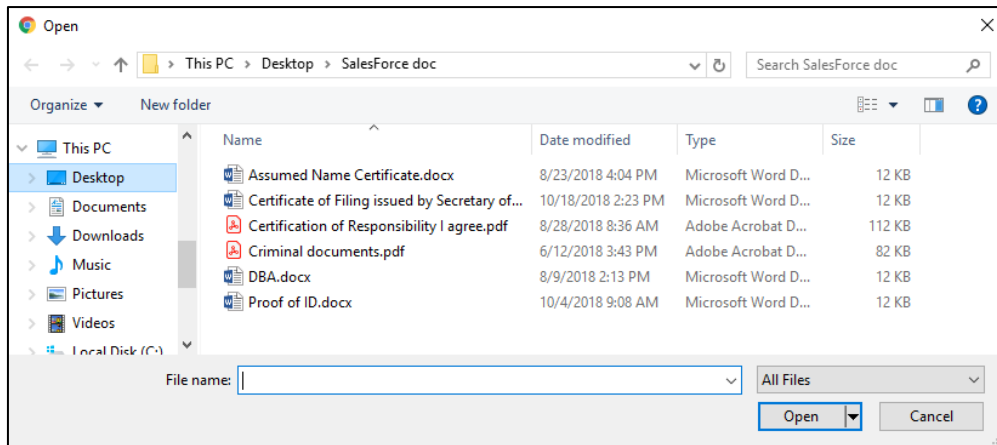 Open
This PC > Desktop > SalesForce doc
Search SalesForce doc
Organize
New folder
Name
Date modified
Type
Size
This PC
Desktop
Documents
Downloads
Music
Pictures
Videos
Local Disk (C:)
Assumed Name Certificate.docx 8/23/2018 4:04 PM Microsoft Word D... 12 KB
Certificate of Filing issued by Secretary of... 10/18/2018 2:23 PM Microsoft Word D... 12 KB
Certification of Responsibility I agree.pdf 8/28/2018 8:36 AM Adobe Acrobat D... 112 KB
Criminal documents.pdf 6/12/2018 3:43 PM Adobe Acrobat D... 82 KB
DBA.docx 8/9/2018 2:13 PM Microsoft Word D... 12 KB
Proof of ID.docx 10/4/2018 9:08 AM Microsoft Word D... 12 KB
File name:
All Files
Open
Cancel